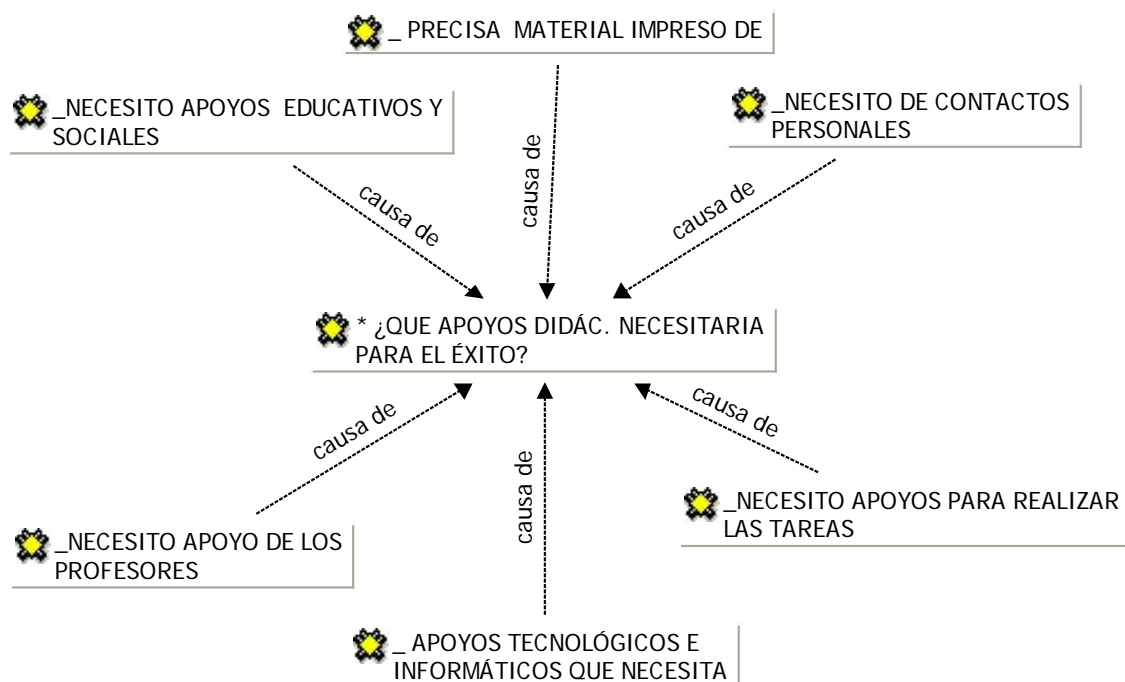 _ PRECISA MATERIAL IMPRESO DE
_NECESITO APOYOS EDUCATIVOS Y
SOCIALES
_NECESITO DE CONTACTOS
PERSONALES
causa de
causa de
causa de
* ¿QUE APOYOS DIDÁC. NECESITARIA
PARA EL ÉXITO?
causa de
causa de
causa de
_NECESITO APOYOS PARA REALIZAR
LAS TAREAS
_NECESITO APOYO DE LOS
PROFESORES
_ APOYOS TECNOLÓGICOS E
INFORMÁTICOS QUE NECESITA